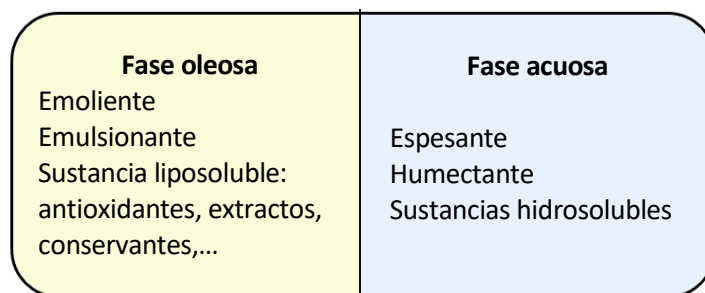 Fase oleosa
Emoliente
Emulsionante
Sustancia liposoluble:
antioxidantes, extractos,
conservantes,...
Fase acuosa
Espesante
Humectante
Sustancias hidrosolubles